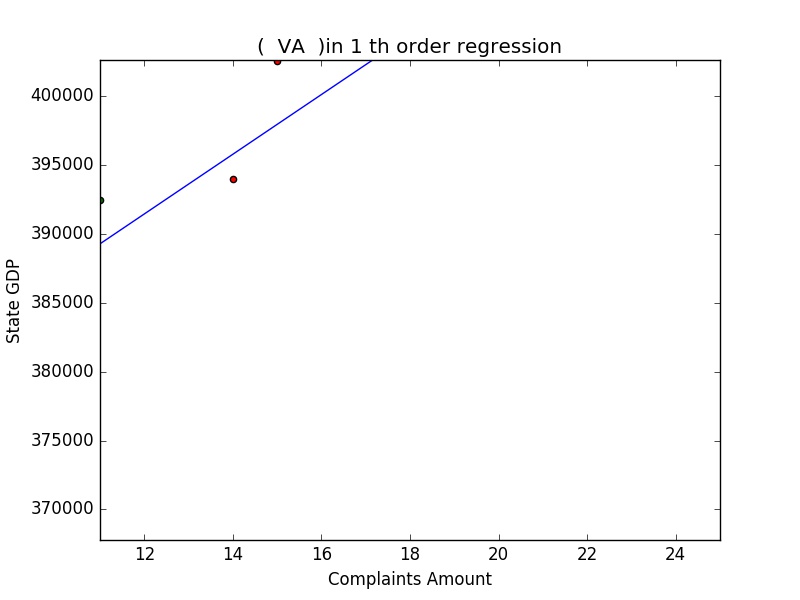 (  VA  )in 1 th order regression
400000
395000
390000
385000
380000
375000
370000
State GDP
12 14 16 18 20 22 24
Complaints Amount